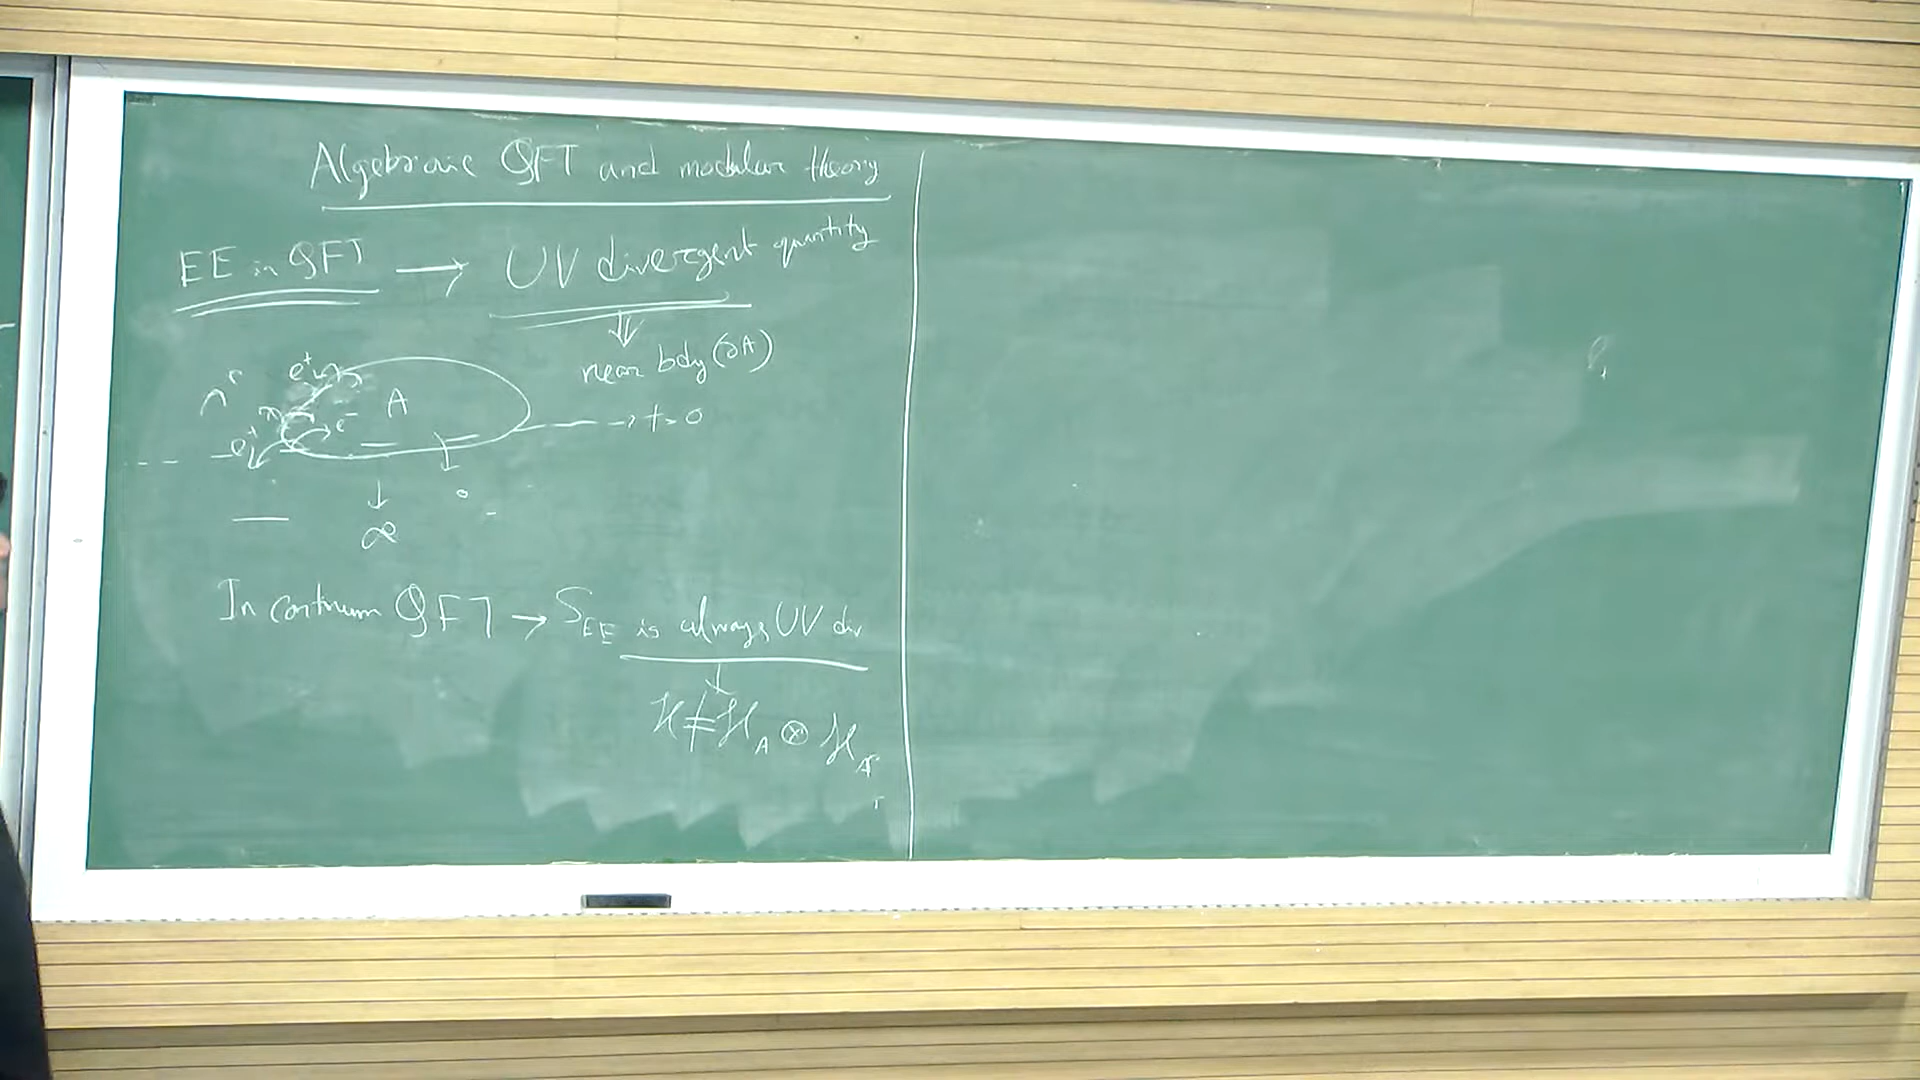 Algebraic QFT and modular theory
EE in QFT → UV divergent quantity
↓
near bdy (∂A)
e⁺
A
e⁻
e⁺
→ t=0
↓
∞
In continuum QFT → S_EE is always UV div
↓
ℋ ≠ ℋ_A ⊗ ℋ_A^c